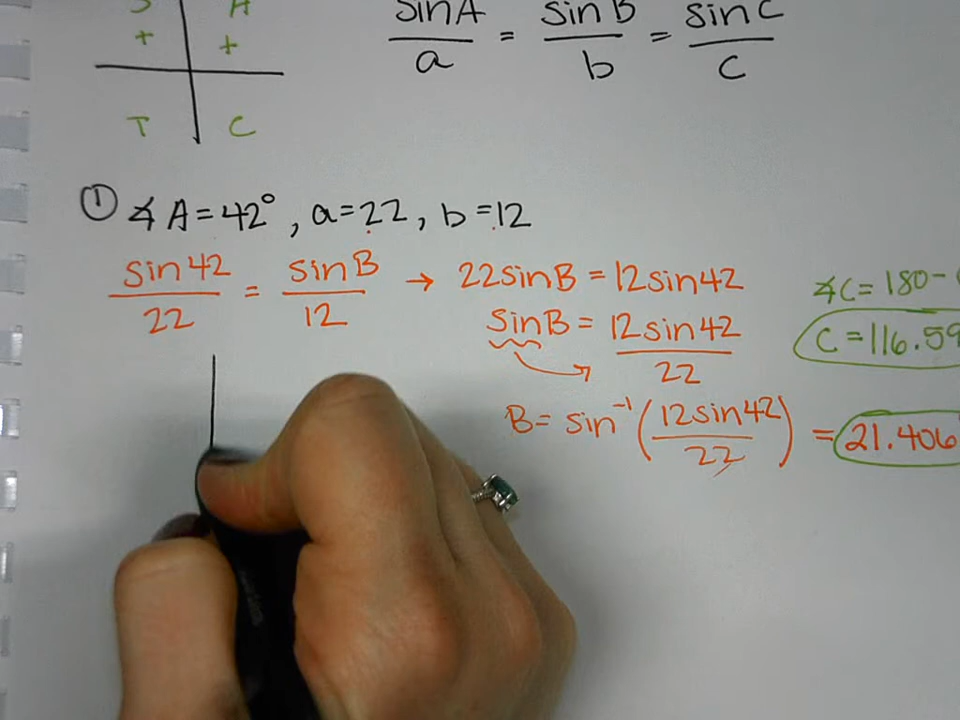 S A
+ +
T C
sinA/a = sinB/b = sinC/c
① ∡A=42°, a=22, b=12
sin42/22 = sinB/12 → 22sinB=12sin42
sinB= 12sin42/22
B= sin⁻¹(12sin42/22) = 21.406
∡C= 180-
C=116.59